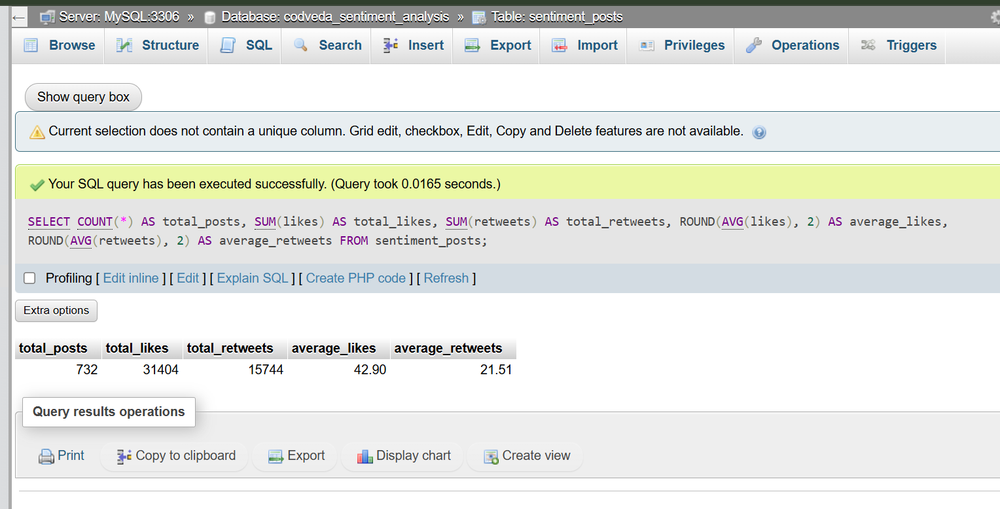 ← Server: MySQL:3306 » Database: codveda_sentiment_analysis » Table: sentiment_posts
Browse Structure SQL Search Insert Export Import Privileges Operations Triggers
Show query box
Current selection does not contain a unique column. Grid edit, checkbox, Edit, Copy and Delete features are not available.
Your SQL query has been executed successfully. (Query took 0.0165 seconds.)
SELECT COUNT(*) AS total_posts, SUM(likes) AS total_likes, SUM(retweets) AS total_retweets, ROUND(AVG(likes), 2) AS average_likes,
ROUND(AVG(retweets), 2) AS average_retweets FROM sentiment_posts;
Profiling [ Edit inline ] [ Edit ] [ Explain SQL ] [ Create PHP code ] [ Refresh ]
Extra options
total_posts total_likes total_retweets average_likes average_retweets
732 31404 15744 42.90 21.51
Query results operations
Print Copy to clipboard Export Display chart Create view